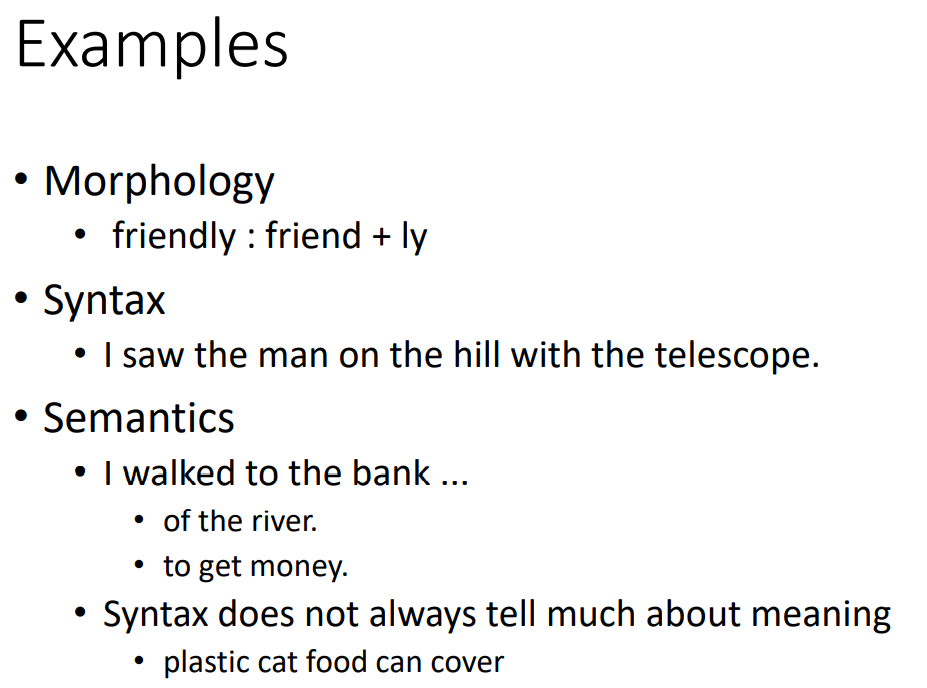 Examples
• Morphology
• friendly : friend + ly
• Syntax
• I saw the man on the hill with the telescope.
• Semantics
• I walked to the bank ...
• of the river.
• to get money.
• Syntax does not always tell much about meaning
• plastic cat food can cover